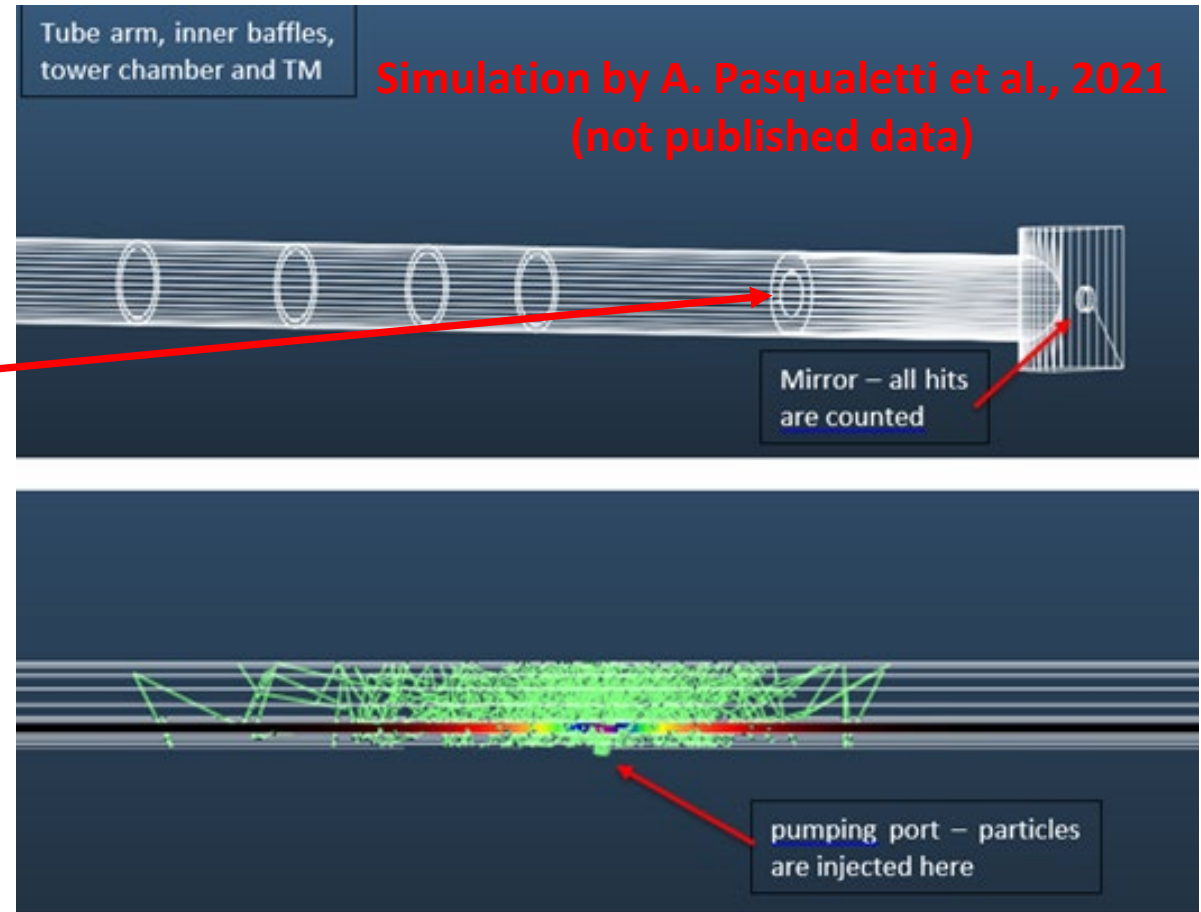 Tube arm, inner baffles,
tower chamber and TM
Simulation by A. Pasqualetti et al., 2021
(not published data)
Mirror – all hits
are counted
pumping port – particles
are injected here